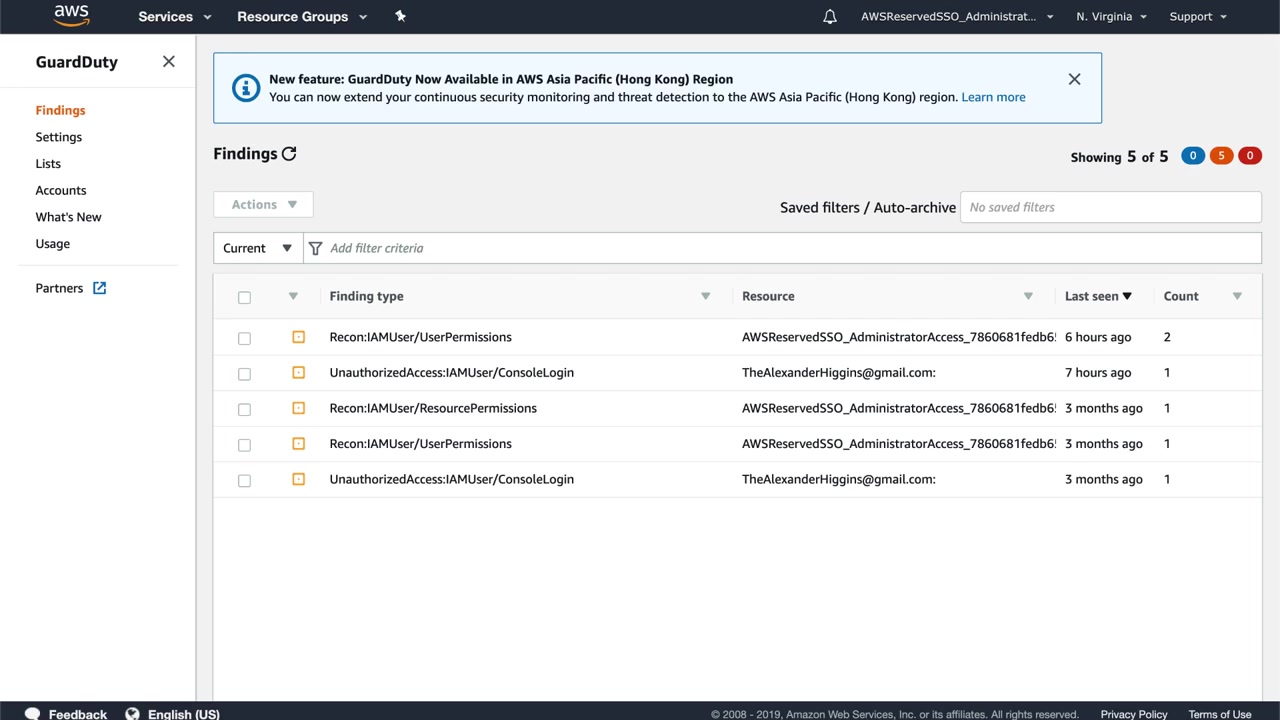 aws Services Resource Groups AWSReservedSSO_Administrat... N. Virginia Support
GuardDuty
Findings
Settings
Lists
Accounts
What's New
Usage
Partners
New feature: GuardDuty Now Available in AWS Asia Pacific (Hong Kong) Region
You can now extend your continuous security monitoring and threat detection to the AWS Asia Pacific (Hong Kong) region. Learn more
Findings Showing 5 of 5 0 5 0
Actions Saved filters / Auto-archive No saved filters
Current Add filter criteria
Finding type Resource Last seen Count
Recon:IAMUser/UserPermissions AWSReservedSSO_AdministratorAccess_7860681fedb6 6 hours ago 2
UnauthorizedAccess:IAMUser/ConsoleLogin TheAlexanderHiggins@gmail.com: 7 hours ago 1
Recon:IAMUser/ResourcePermissions AWSReservedSSO_AdministratorAccess_7860681fedb6 3 months ago 1
Recon:IAMUser/UserPermissions AWSReservedSSO_AdministratorAccess_7860681fedb6 3 months ago 1
UnauthorizedAccess:IAMUser/ConsoleLogin TheAlexanderHiggins@gmail.com: 3 months ago 1
Feedback English (US) © 2008 - 2019, Amazon Web Services, Inc. or its affiliates. All rights reserved. Privacy Policy Terms of Use